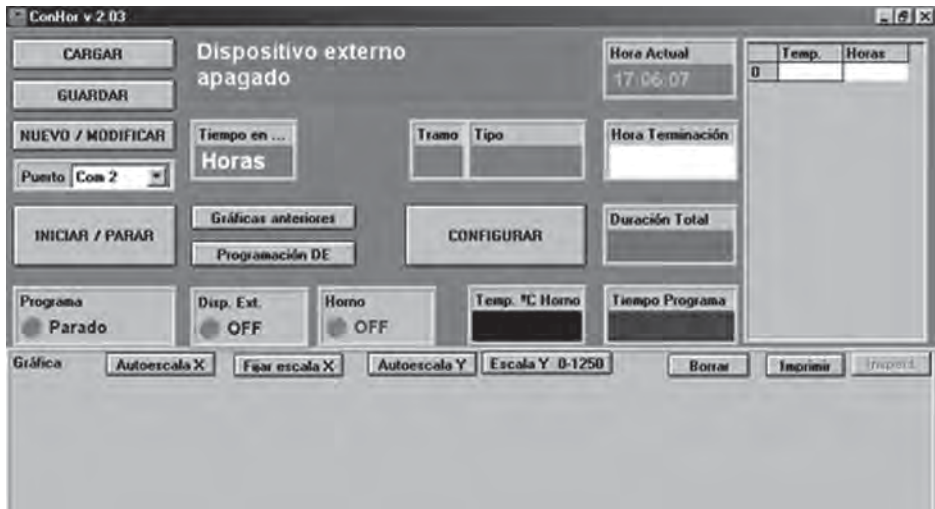 ConHor v 2.03
CARGAR
GUARDAR
NUEVO / MODIFICAR
Puerto Com 2
INICIAR / PARAR
Dispositivo externo
apagado
Tiempo en ...
Horas
Gráficas anteriores
Programación DE
Tramo Tipo
CONFIGURAR
Hora Actual
17:06:07
Hora Terminación
Duración Total
Temp. Horas
0
Programa
Parado
Disp. Ext.
OFF
Horno
OFF
Temp. ºC Horno
Tiempo Programa
Gráfica Autoescala X Fijar escala X Autoescala Y Escala Y 0-1250 Borrar Imprimir